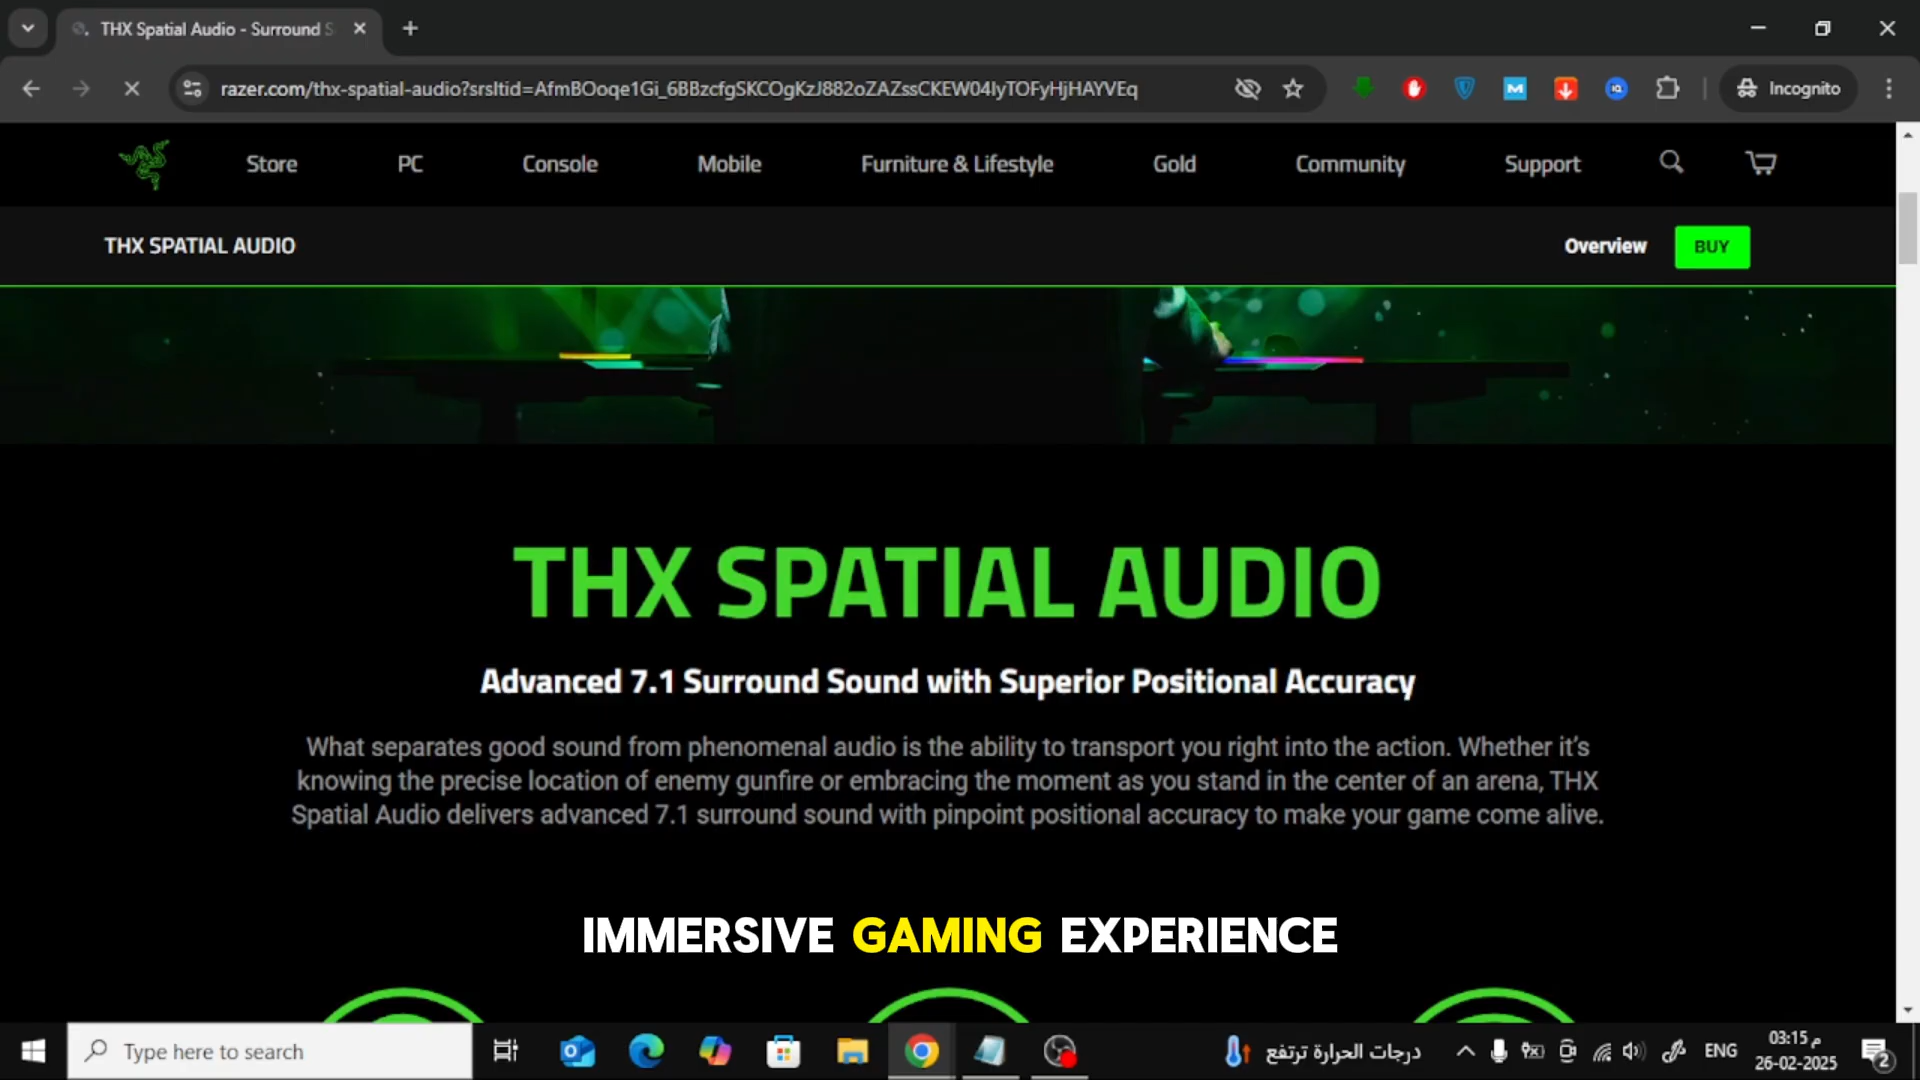 THX Spatial Audio - Surround S
razer.com/thx-spatial-audio?srsltid=AfmBOoqe1Gi_6BBzcfgSKCOgKzJ882oZAZssCKEW04IyTOFyHjHAYVEq
Incognito
Store
PC
Console
Mobile
Furniture & Lifestyle
Gold
Community
Support
THX SPATIAL AUDIO
Overview
BUY
THX SPATIAL AUDIO
Advanced 7.1 Surround Sound with Superior Positional Accuracy
What separates good sound from phenomenal audio is the ability to transport you right into the action. Whether it's
knowing the precise location of enemy gunfire or embracing the moment as you stand in the center of an arena, THX
Spatial Audio delivers advanced 7.1 surround sound with pinpoint positional accuracy to make your game come alive.
IMMERSIVE GAMING EXPERIENCE
Type here to search
درجات الحرارة ترتفع
ENG
03:15 م
26-02-2025
2